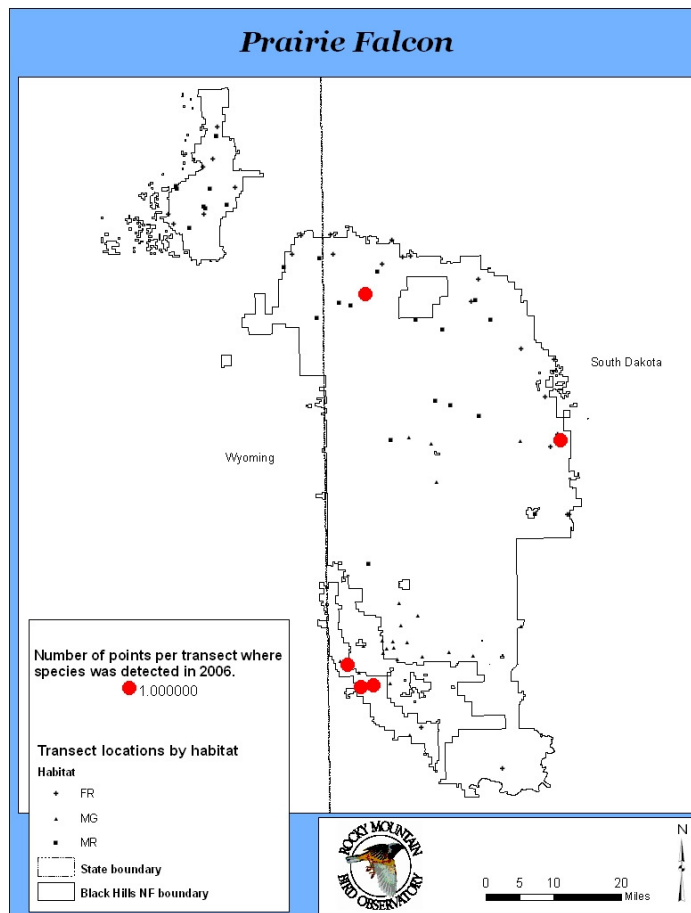 Prairie Falcon
South Dakota
Wyoming
Number of points per transect where
species was detected in 2006.
1.000000
Transect locations by habitat
Habitat
FR
MG
MR
State boundary
Black Hills NF boundary
ROCKY MOUNTAIN
BIRD OBSERVATORY
N
0 5 10 20
Miles